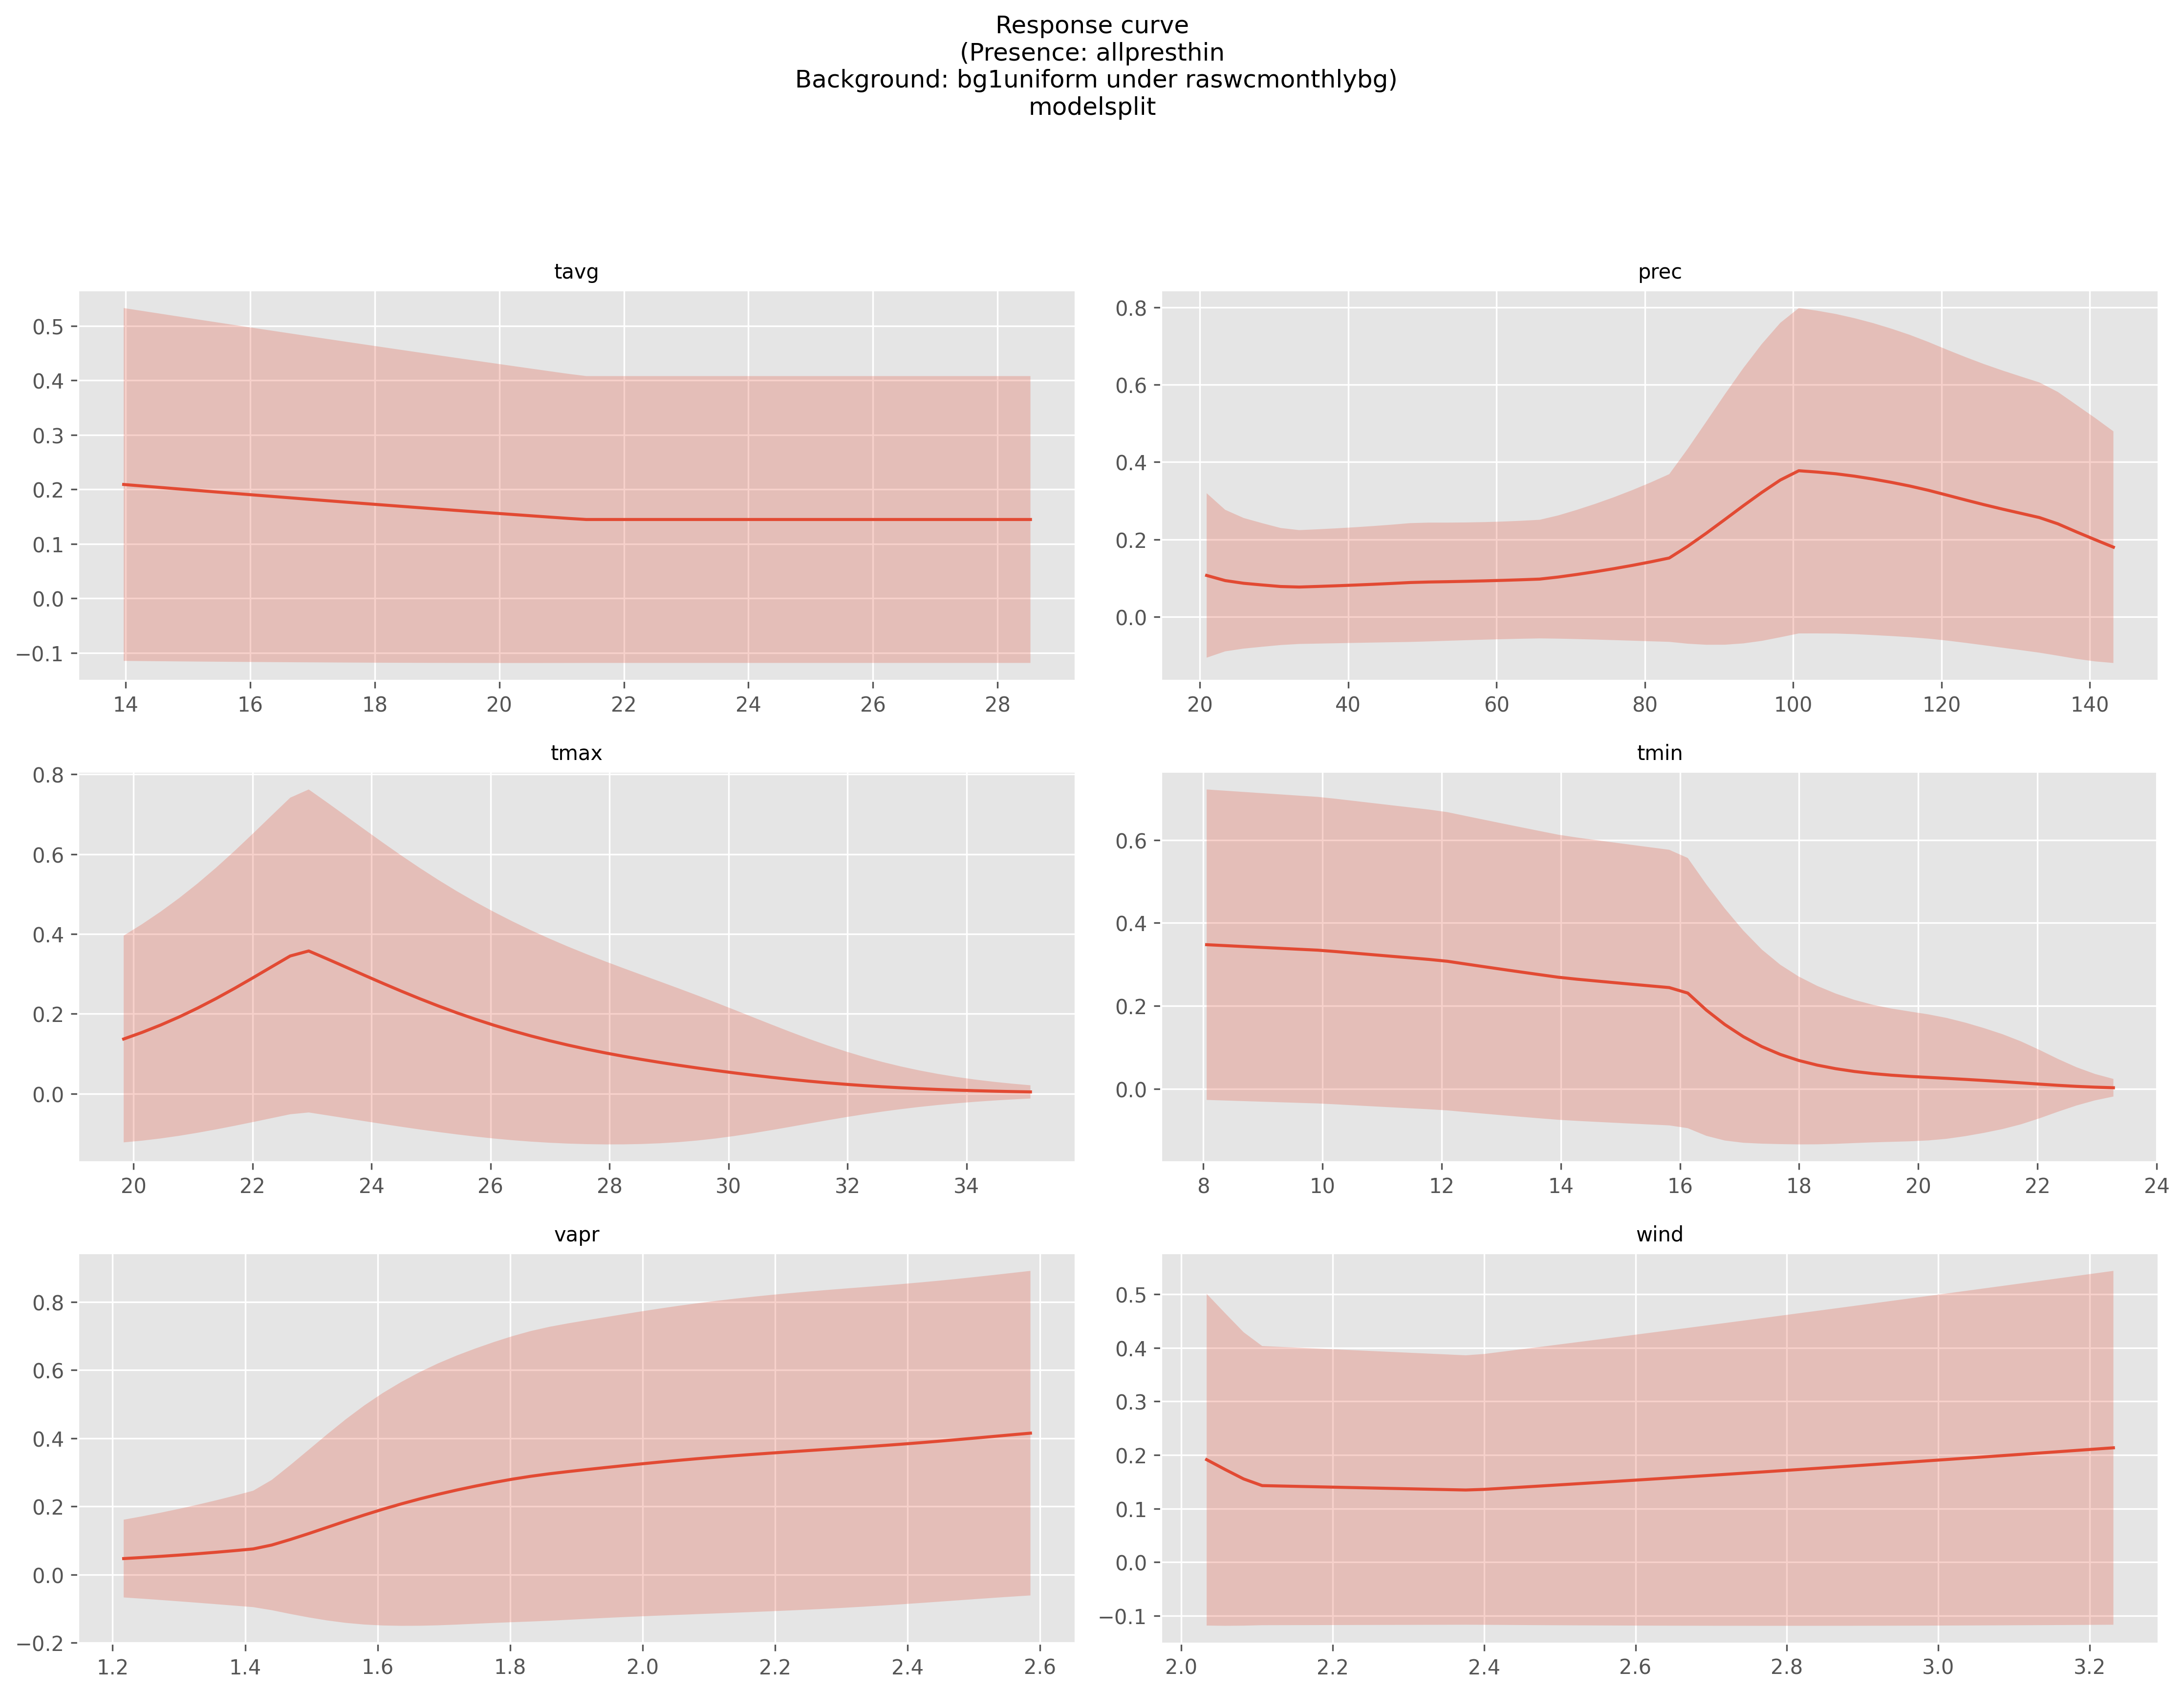 Response curve
(Presence: allpresthin
Background: bg1uniform under raswcmonthlybg)
modelsplit
tavg
0.5
0.4
0.3
0.2
0.1
0.0
−0.1
14 16 18 20 22 24 26 28
prec
0.8
0.6
0.4
0.2
0.0
20 40 60 80 100 120 140
tmax
0.8
0.6
0.4
0.2
0.0
20 22 24 26 28 30 32 34
tmin
0.6
0.4
0.2
0.0
8 10 12 14 16 18 20 22 24
vapr
0.8
0.6
0.4
0.2
0.0
−0.2
1.2 1.4 1.6 1.8 2.0 2.2 2.4 2.6
wind
0.5
0.4
0.3
0.2
0.1
0.0
−0.1
2.0 2.2 2.4 2.6 2.8 3.0 3.2